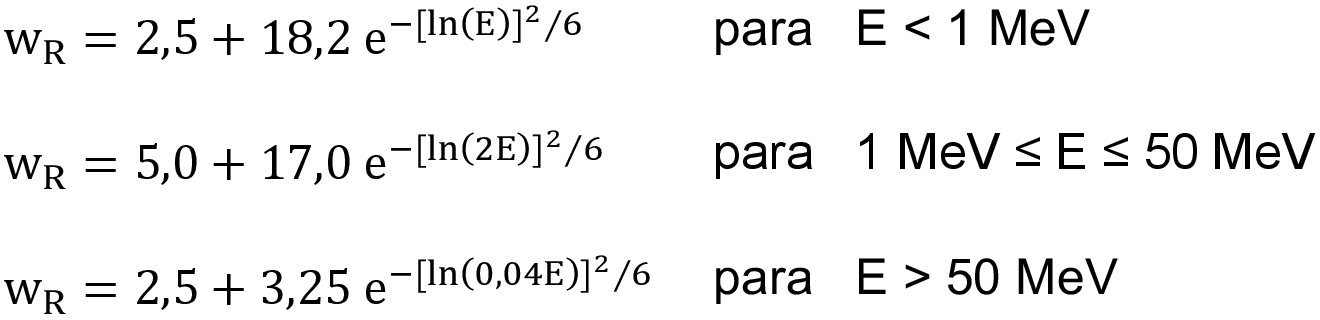 w_R = 2,5 + 18,2 e^{−[ln(E)]²/6} para E < 1 MeV
w_R = 5,0 + 17,0 e^{−[ln(2E)]²/6} para 1 MeV ≤ E ≤ 50 MeV
w_R = 2,5 + 3,25 e^{−[ln(0,04E)]²/6} para E > 50 MeV